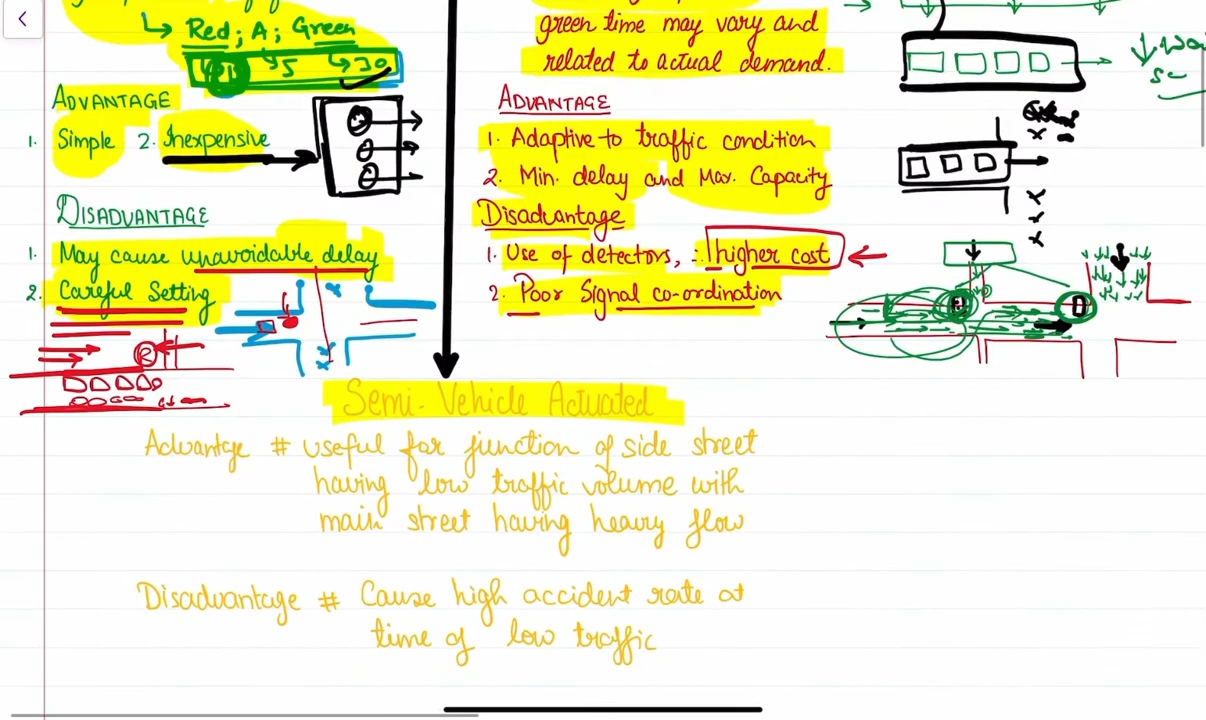 Red; A; Green
5
30
ADVANTAGE
1. Simple 2. Inexpensive
DISADVANTAGE
1. May cause unavoidable delay
2. Careful Setting
R
green time may vary and
related to actual demand.
ADVANTAGE
1. Adaptive to traffic condition
2. Min. delay and Max. Capacity
Disadvantage
1. Use of detectors, ∴ higher cost
2. Poor Signal co-ordination
Semi-Vehicle Actuated
Advantge # useful for junction of side street
having low traffic volume with
main street having heavy flow
Disadvantage # Cause high accident rate at
time of low traffic